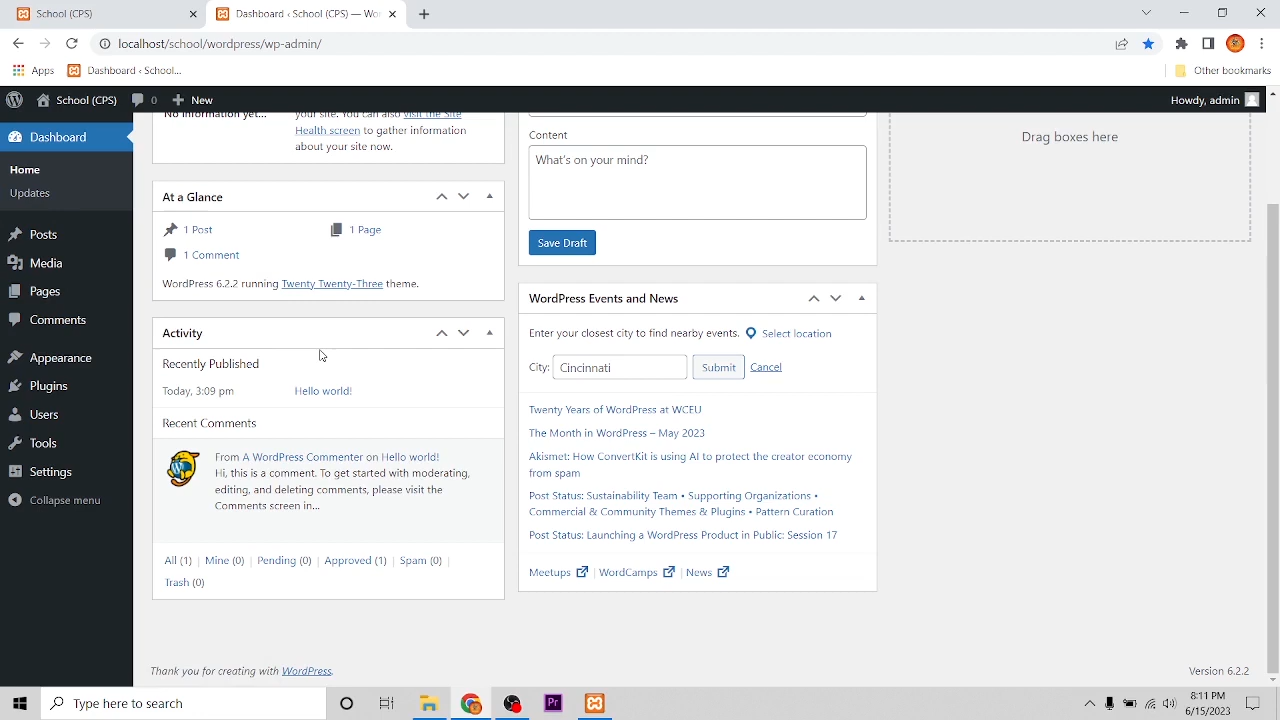 School (CPS)
Dashboard ‹ School (CPS) — Wo
localhost/school/wordpress/wp-admin/
Apps
Dashboard ‹ School...
Other bookmarks
School (CPS)
0
New
Howdy, admin
Dashboard
Home
Updates
Posts
Media
Pages
Comments
Appearance
Plugins
Users
Tools
Settings
Collapse menu
No information yet...
your site. You can also visit the Site
Health screen to gather information
about your site now.
At a Glance
1 Post
1 Page
1 Comment
WordPress 6.2.2 running Twenty Twenty-Three theme.
Activity
Recently Published
Today, 3:09 pm
Hello world!
Recent Comments
From A WordPress Commenter on Hello world!
Hi, this is a comment. To get started with moderating,
editing, and deleting comments, please visit the
Comments screen in...
All (1) | Mine (0) | Pending (0) | Approved (1) | Spam (0) |
Trash (0)
Content
What's on your mind?
Save Draft
WordPress Events and News
Enter your closest city to find nearby events. Select location
City: Cincinnati Submit Cancel
Twenty Years of WordPress at WCEU
The Month in WordPress – May 2023
Akismet: How ConvertKit is using AI to protect the creator economy
from spam
Post Status: Sustainability Team • Supporting Organizations •
Commercial & Community Themes & Plugins • Pattern Curation
Post Status: Launching a WordPress Product in Public: Session 17
Meetups | WordCamps | News
Drag boxes here
Thank you for creating with WordPress.
Version 6.2.2
Type here to search
Pr
8:11 PM
6/15/2023